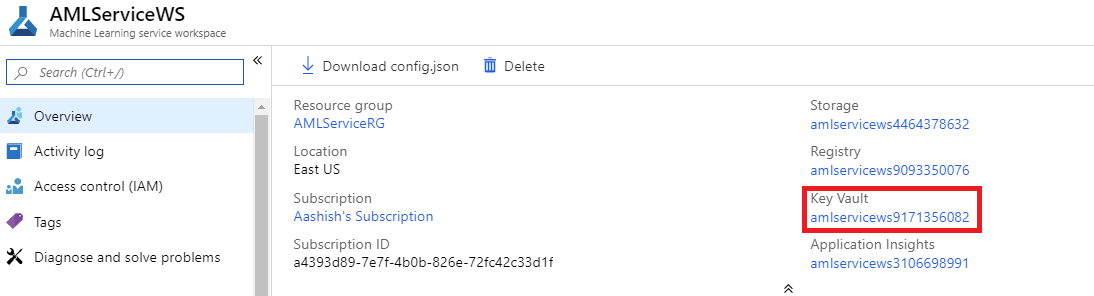 AMLServiceWS
Machine Learning service workspace
Search (Ctrl+/)
Overview
Activity log
Access control (IAM)
Tags
Diagnose and solve problems
Download config.json
Delete
Resource group
AMLServiceRG
Location
East US
Subscription
Aashish's Subscription
Subscription ID
a4393d89-7e7f-4b0b-826e-72fc42c33d1f
Storage
amlservicews4464378632
Registry
amlservicews9093350076
Key Vault
amlservicews9171356082
Application Insights
amlservicews3106698991